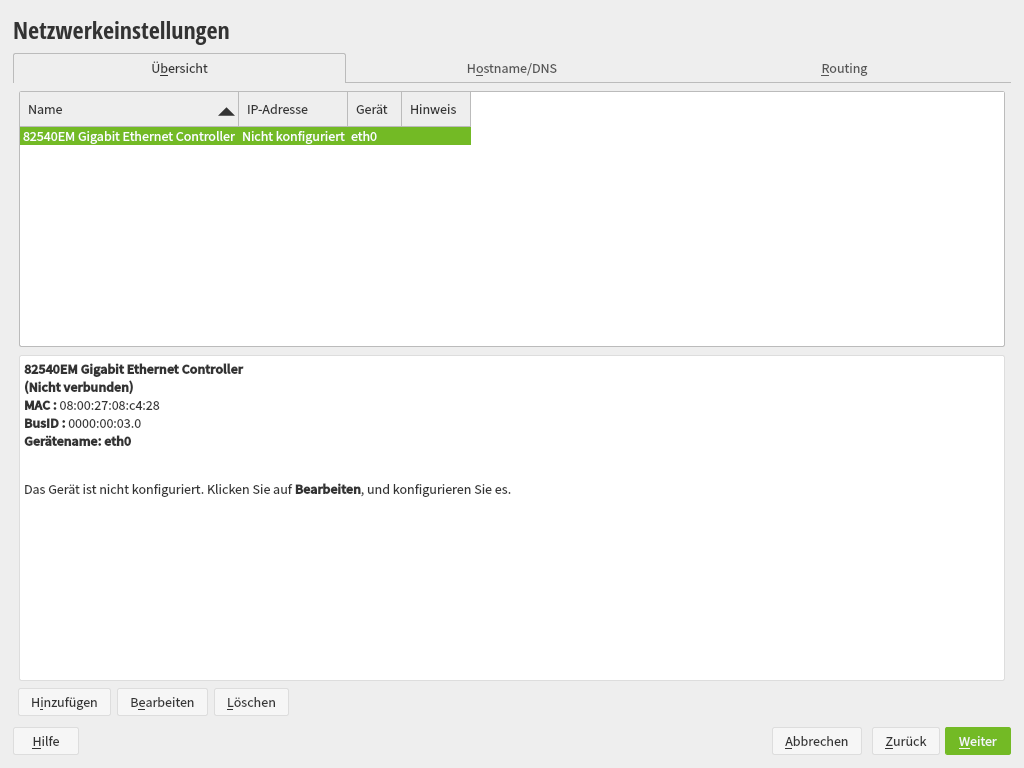 Netzwerkeinstellungen
Übersicht Hostname/DNS Routing
Name IP-Adresse Gerät Hinweis
82540EM Gigabit Ethernet Controller Nicht konfiguriert eth0
82540EM Gigabit Ethernet Controller
(Nicht verbunden)
MAC : 08:00:27:08:c4:28
BusID : 0000:00:03.0
Gerätename: eth0
Das Gerät ist nicht konfiguriert. Klicken Sie auf Bearbeiten, und konfigurieren Sie es.
Hinzufügen Bearbeiten Löschen
Hilfe Abbrechen Zurück Weiter